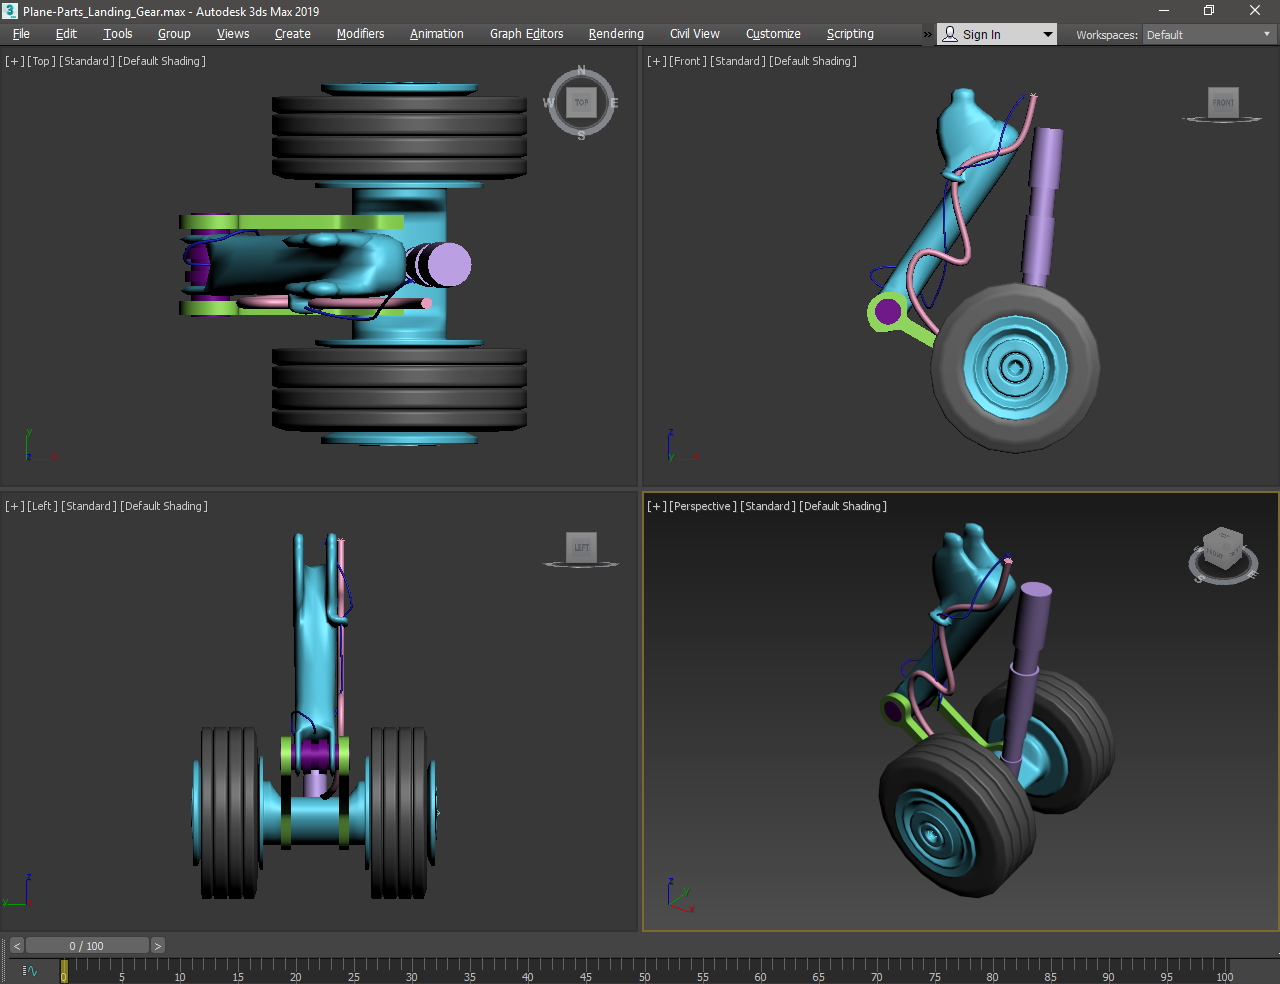 Plane-Parts_Landing_Gear.max - Autodesk 3ds Max 2019
File Edit Tools Group Views Create Modifiers Animation Graph Editors Rendering Civil View Customize Scripting » Sign In Workspaces: Default
[+] [Top] [Standard] [Default Shading]
N
W TOP E
S
y
z x
[+] [Front] [Standard] [Default Shading]
FRONT
z
y x
[+] [Left] [Standard] [Default Shading]
LEFT
z
y x
[+] [Perspective] [Standard] [Default Shading]
FRONT
S E
z
y
x
< 0 / 100 >
0 5 10 15 20 25 30 35 40 45 50 55 60 65 70 75 80 85 90 95 100